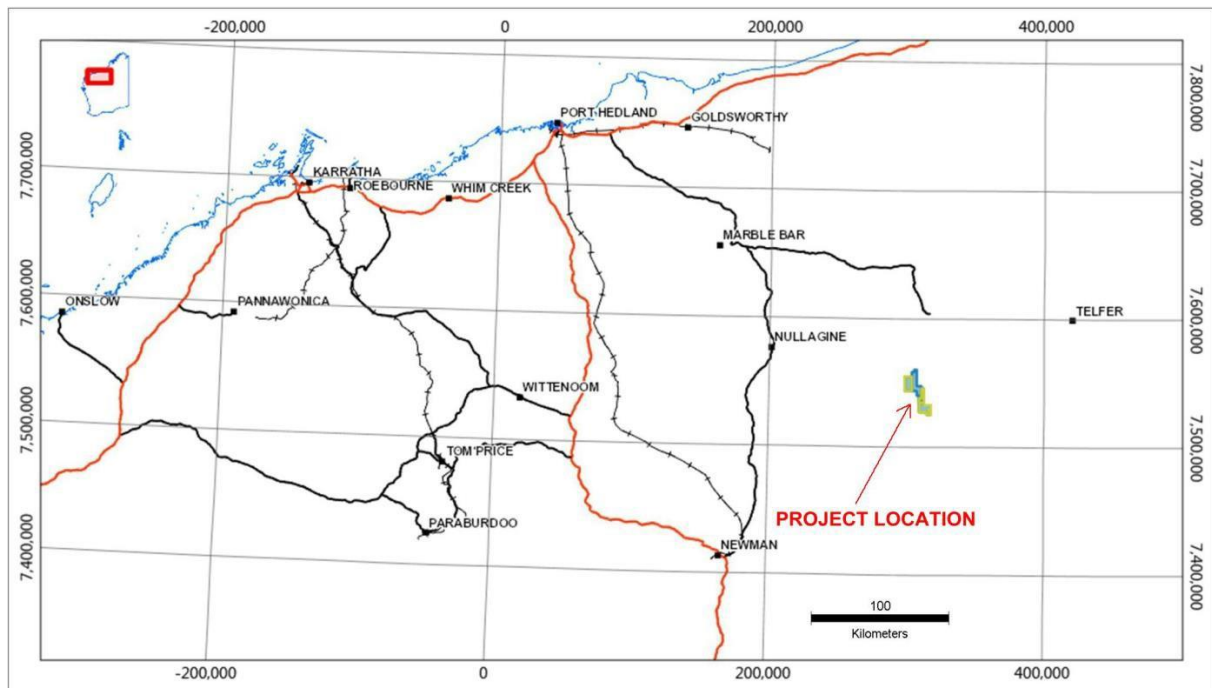 -200,000
0
200,000
400,000
7,800,000
7,700,000
7,700,000
7,600,000
7,600,000
7,500,000
7,500,000
7,400,000
7,400,000
PORT HEDLAND
GOLDSWORTHY
KARRATHA
ROEBOURNE
WHIM CREEK
MARBLE BAR
ONSLOW
PANNAWONICA
TELFER
NULLAGINE
WITTENOOM
TOM PRICE
PROJECT LOCATION
PARABURDOO
NEWMAN
100
Kilometers
-200,000
0
200,000
400,000